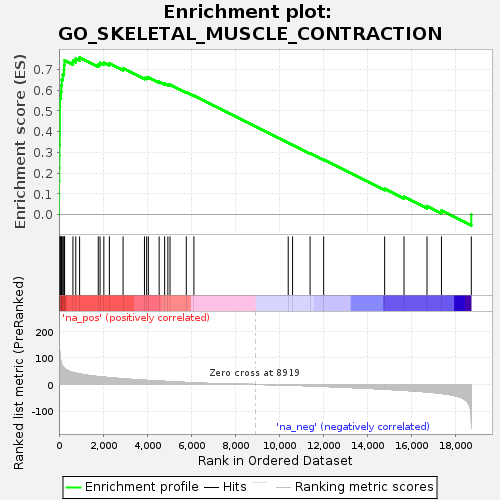 Enrichment plot:
GO_SKELETAL_MUSCLE_CONTRACTION
Enrichment score (ES)
0.7
0.6
0.5
0.4
0.3
0.2
0.1
0.0
'na_pos' (positively correlated)
Ranked list metric (PreRanked)
200
100
0
-100
Zero cross at 8919
'na_neg' (negatively correlated)
0 2,000 4,000 6,000 8,000 10,000 12,000 14,000 16,000 18,000
Rank in Ordered Dataset
Enrichment profile Hits Ranking metric scores